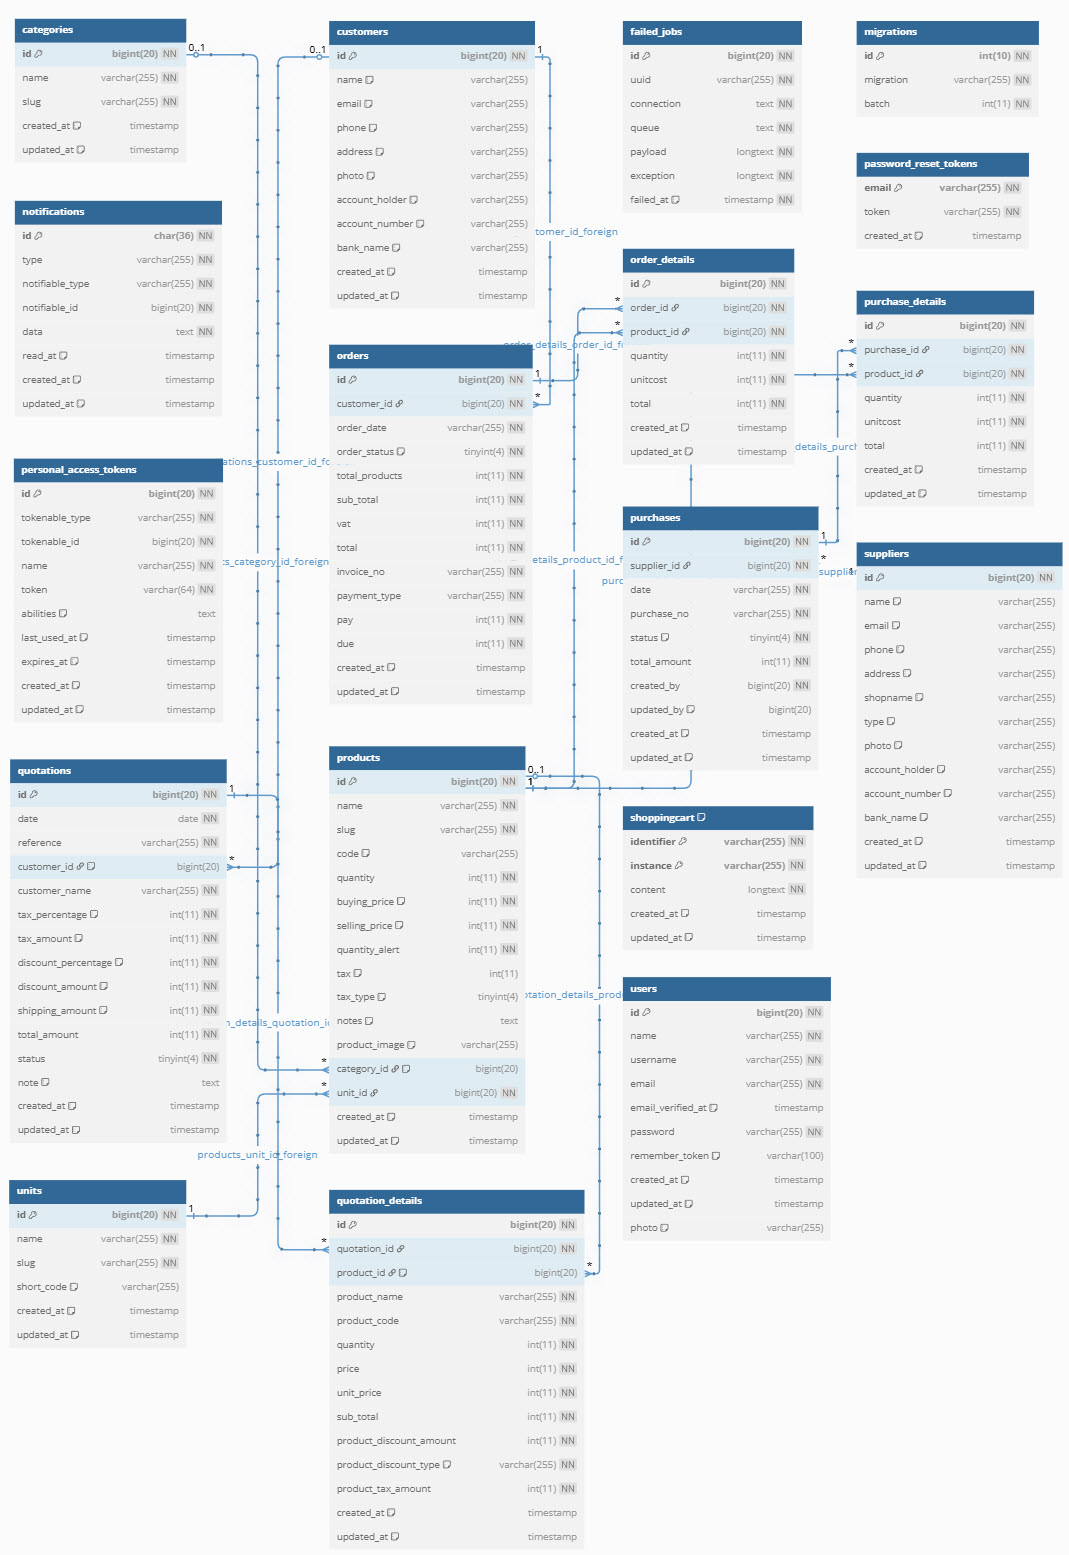 categories
id bigint(20) NN
name varchar(255) NN
slug varchar(255) NN
created_at timestamp
updated_at timestamp
0..1
notifications
id char(36) NN
type varchar(255) NN
notifiable_type varchar(255) NN
notifiable_id bigint(20) NN
data text NN
read_at timestamp
created_at timestamp
updated_at timestamp
personal_access_tokens
id bigint(20) NN
tokenable_type varchar(255) NN
tokenable_id bigint(20) NN
name varchar(255) NN
token varchar(64) NN
abilities text
last_used_at timestamp
expires_at timestamp
created_at timestamp
updated_at timestamp
quotations
id bigint(20) NN
date date NN
reference varchar(255) NN
customer_id bigint(20)
customer_name varchar(255) NN
tax_percentage int(11) NN
tax_amount int(11) NN
discount_percentage int(11) NN
discount_amount int(11) NN
shipping_amount int(11) NN
total_amount int(11) NN
status tinyint(4) NN
note text
created_at timestamp
updated_at timestamp
1
*
units
id bigint(20) NN
name varchar(255) NN
slug varchar(255) NN
short_code varchar(255)
created_at timestamp
updated_at timestamp
1
ations_customer_id_fo
s_category_id_foreign
n_details_quotation_i
products_unit_id_foreign
0..1
customers
id bigint(20) NN
name varchar(255)
email varchar(255)
phone varchar(255)
address varchar(255)
photo varchar(255)
account_holder varchar(255)
account_number varchar(255)
bank_name varchar(255)
created_at timestamp
updated_at timestamp
1
tomer_id_foreign
orders
id bigint(20) NN
customer_id bigint(20) NN
order_date varchar(255) NN
order_status tinyint(4) NN
total_products int(11) NN
sub_total int(11) NN
vat int(11) NN
total int(11) NN
invoice_no varchar(255) NN
payment_type varchar(255) NN
pay int(11) NN
due int(11) NN
created_at timestamp
updated_at timestamp
1
*
order_details_order_id_f
etails_product_id_f
purc
products
id bigint(20) NN
name varchar(255) NN
slug varchar(255) NN
code varchar(255)
quantity int(11) NN
buying_price int(11) NN
selling_price int(11) NN
quantity_alert int(11) NN
tax int(11)
tax_type tinyint(4)
notes text
product_image varchar(255)
category_id bigint(20)
unit_id bigint(20) NN
created_at timestamp
updated_at timestamp
0..1
1
*
*
otation_details_prod
quotation_details
id bigint(20) NN
quotation_id bigint(20) NN
product_id bigint(20)
product_name varchar(255) NN
product_code varchar(255) NN
quantity int(11) NN
price int(11) NN
unit_price int(11) NN
sub_total int(11) NN
product_discount_amount int(11) NN
product_discount_type varchar(255) NN
product_tax_amount int(11) NN
created_at timestamp
updated_at timestamp
*
*
failed_jobs
id bigint(20) NN
uuid varchar(255) NN
connection text NN
queue text NN
payload longtext NN
exception longtext NN
failed_at timestamp NN
order_details
id bigint(20) NN
order_id bigint(20) NN
product_id bigint(20) NN
quantity int(11) NN
unitcost int(11) NN
total int(11) NN
created_at timestamp
updated_at timestamp
*
*
details_purch
purchases
id bigint(20) NN
supplier_id bigint(20) NN
date varchar(255) NN
purchase_no varchar(255) NN
status tinyint(4) NN
total_amount int(11) NN
created_by bigint(20) NN
updated_by bigint(20)
created_at timestamp
updated_at timestamp
1
*
supplier
shoppingcart
identifier varchar(255) NN
instance varchar(255) NN
content longtext NN
created_at timestamp
updated_at timestamp
users
id bigint(20) NN
name varchar(255) NN
username varchar(255) NN
email varchar(255) NN
email_verified_at timestamp
password varchar(255) NN
remember_token varchar(100)
created_at timestamp
updated_at timestamp
photo varchar(255)
migrations
id int(10) NN
migration varchar(255) NN
batch int(11) NN
password_reset_tokens
email varchar(255) NN
token varchar(255) NN
created_at timestamp
purchase_details
id bigint(20) NN
purchase_id bigint(20) NN
product_id bigint(20) NN
quantity int(11) NN
unitcost int(11) NN
total int(11) NN
created_at timestamp
updated_at timestamp
*
*
suppliers
id bigint(20) NN
name varchar(255)
email varchar(255)
phone varchar(255)
address varchar(255)
shopname varchar(255)
type varchar(255)
photo varchar(255)
account_holder varchar(255)
account_number varchar(255)
bank_name varchar(255)
created_at timestamp
updated_at timestamp
1